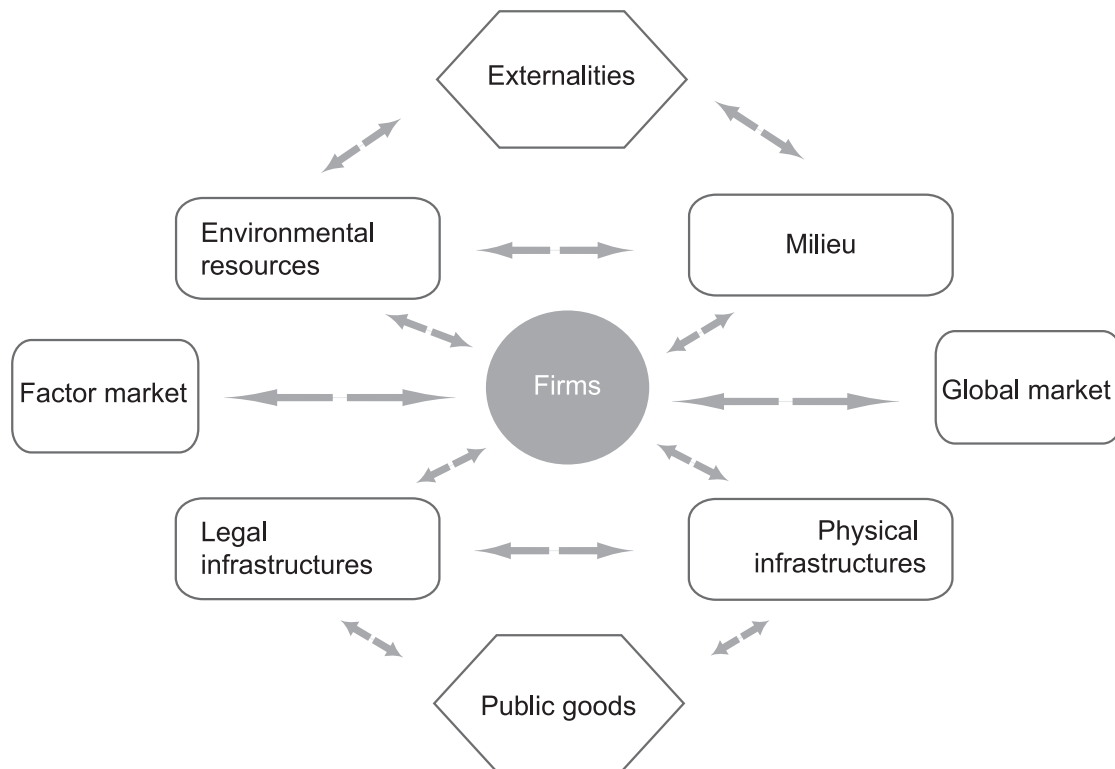 Externalities
Environmental
resources
Milieu
Factor market
Firms
Global market
Legal
infrastructures
Physical
infrastructures
Public goods